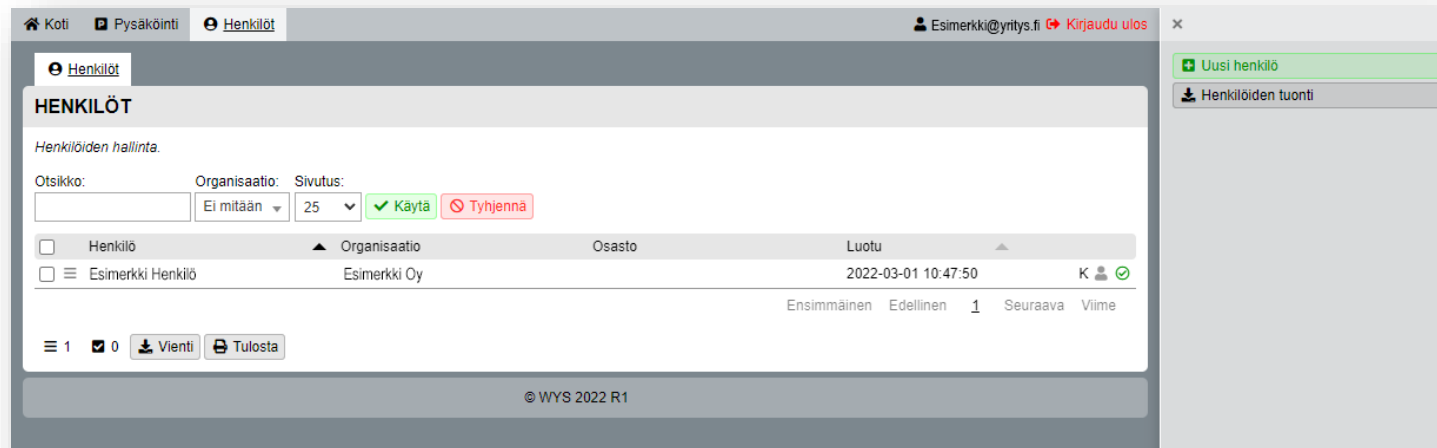 Koti Pysäköinti Henkilöt Esimerkki@yritys.fi Kirjaudu ulos
Henkilöt
HENKILÖT
Henkilöiden hallinta.
Otsikko: Organisaatio: Sivutus:
Ei mitään 25 Käytä Tyhjennä
Henkilö Organisaatio Osasto Luotu
Esimerkki Henkilö Esimerkki Oy 2022-03-01 10:47:50 K
Ensimmäinen Edellinen 1 Seuraava Viime
1 0 Vienti Tulosta
© WYS 2022 R1
×
Uusi henkilö
Henkilöiden tuonti